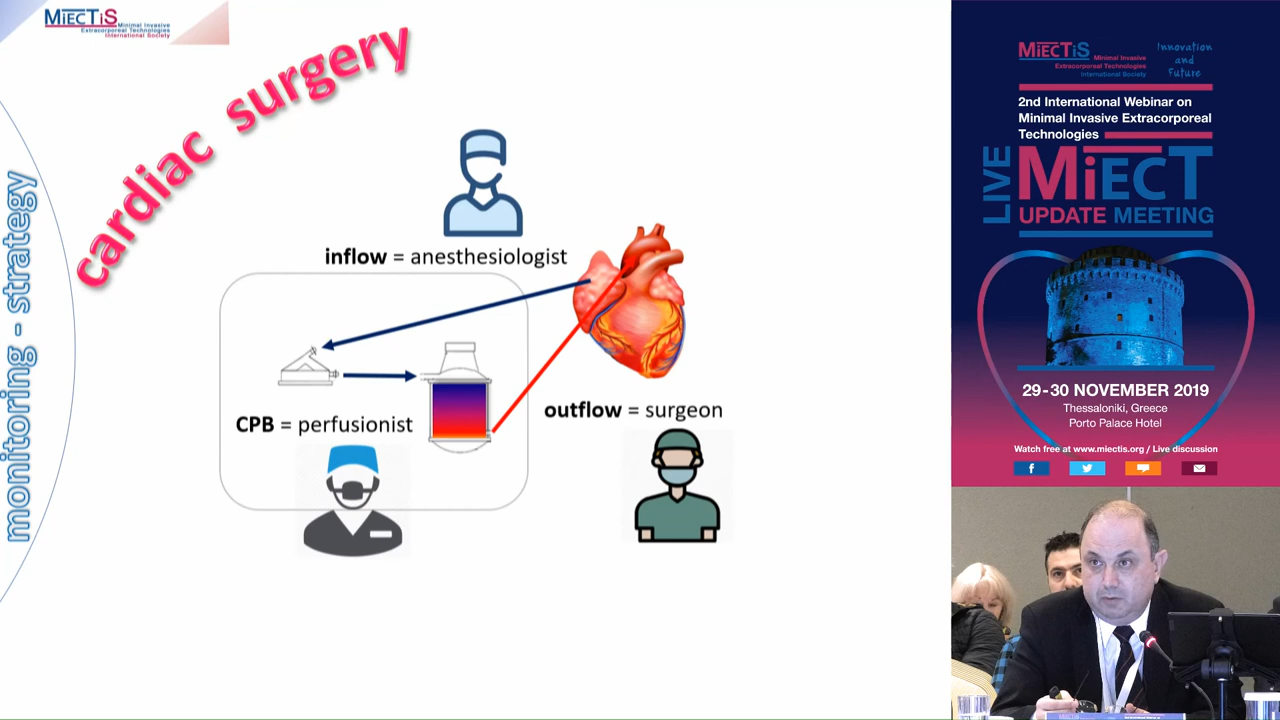 MiECTiS
Minimal Invasive
Extracorporeal Technologies
International Society
cardiac surgery
monitoring - strategy
inflow = anesthesiologist
CPB = perfusionist
outflow = surgeon
MiECTiS
Minimal Invasive
Extracorporeal Technologies
International Society
Innovation
and
Future
2nd International Webinar on
Minimal Invasive Extracorporeal
Technologies
LIVE
MiECT
UPDATE MEETING
29-30 NOVEMBER 2019
Thessaloniki, Greece
Porto Palace Hotel
Watch free at www.miectis.org / Live discussion